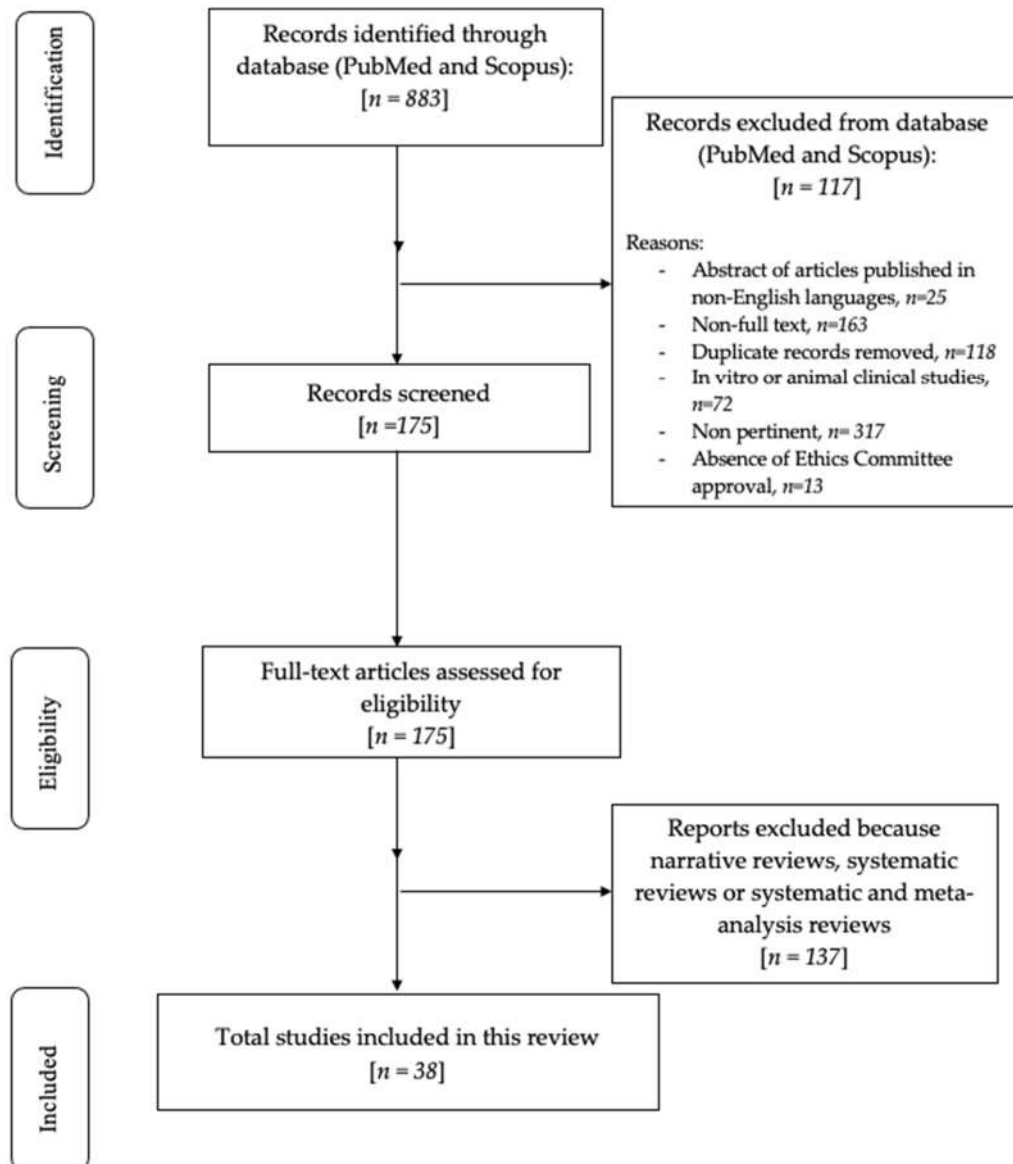 Identification
Records identified through
database (PubMed and Scopus):
[n = 883]
Records excluded from database
(PubMed and Scopus):
[n = 117]
Reasons:
- Abstract of articles published in
non-English languages, n=25
- Non-full text, n=163
- Duplicate records removed, n=118
- In vitro or animal clinical studies,
n=72
- Non pertinent, n= 317
- Absence of Ethics Committee
approval, n=13
Screening
Records screened
[n =175]
Eligibility
Full-text articles assessed for
eligibility
[n = 175]
Reports excluded because
narrative reviews, systematic
reviews or systematic and meta-
analysis reviews
[n = 137]
Included
Total studies included in this review
[n = 38]